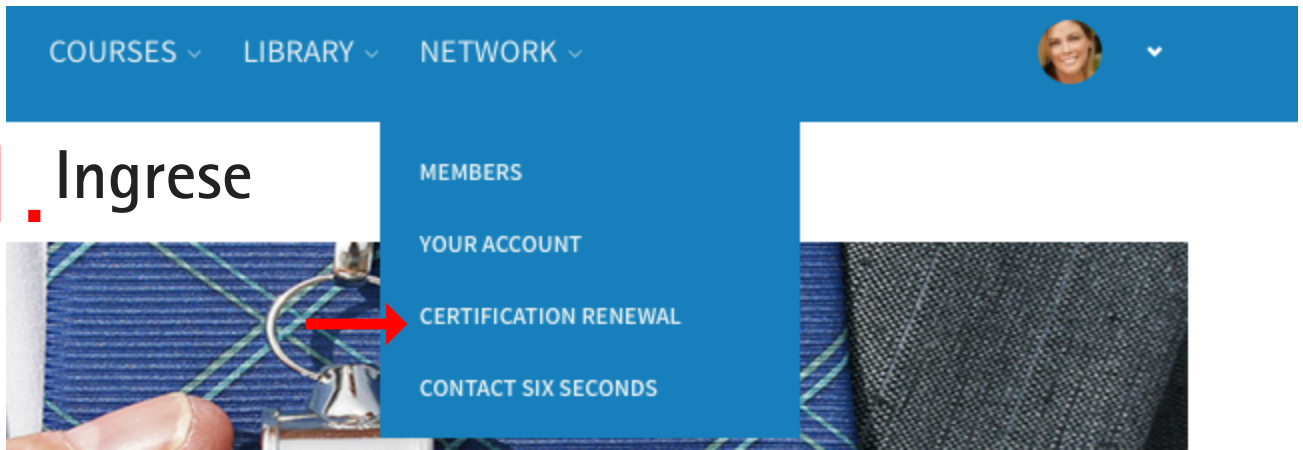 COURSES LIBRARY NETWORK
. Ingrese
MEMBERS
YOUR ACCOUNT
CERTIFICATION RENEWAL
CONTACT SIX SECONDS